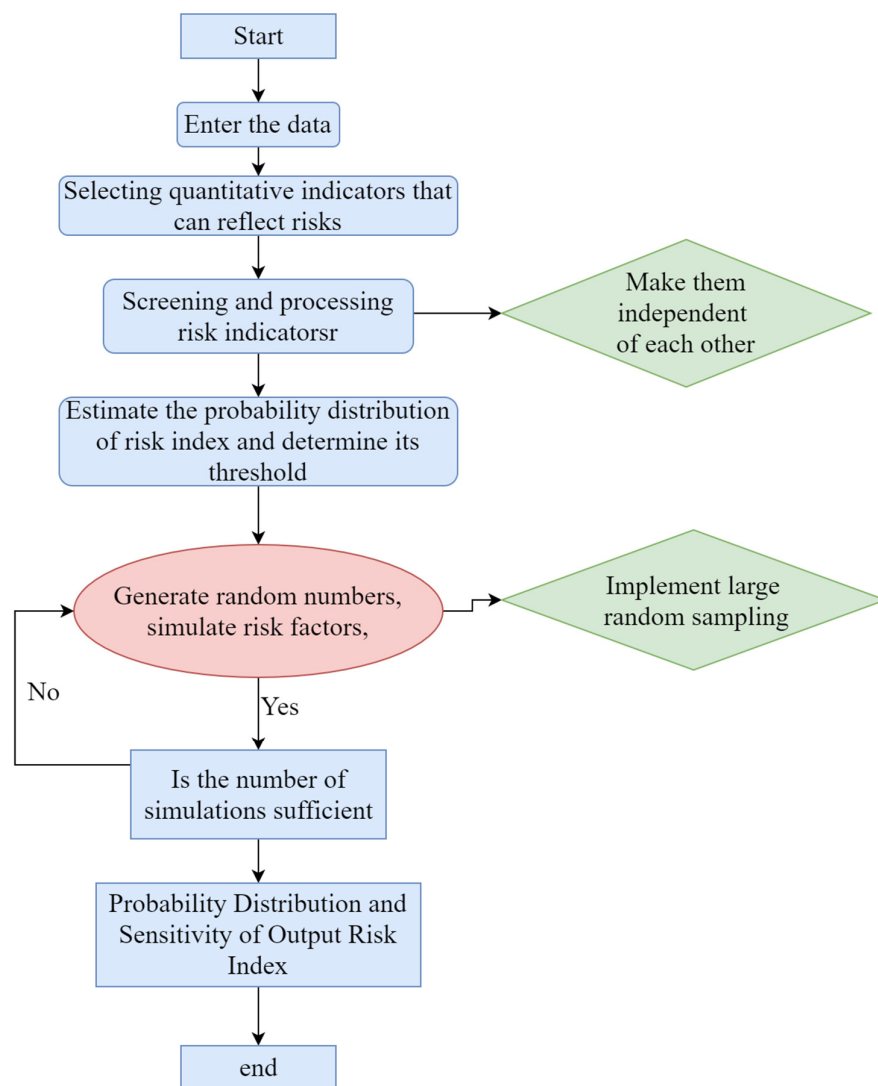 Start
Enter the data
Selecting quantitative indicators that
can reflect risks
Screening and processing
risk indicatorsr
Make them
independent
of each other
Estimate the probability distribution
of risk index and determine its
threshold
Generate random numbers,
simulate risk factors,
Implement large
random sampling
No
Yes
Is the number of
simulations sufficient
Probability Distribution and
Sensitivity of Output Risk
Index
end